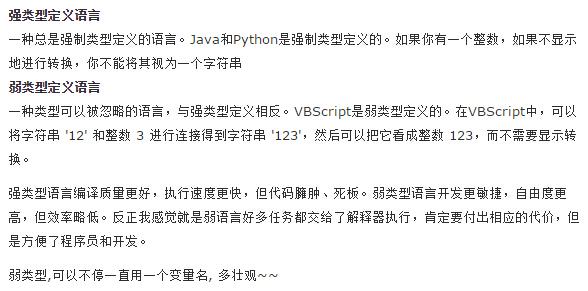 强类型定义语言
一种总是强制类型定义的语言。Java和Python是强制类型定义的。如果你有一个整数，如果不显示
地进行转换，你不能将其视为一个字符串
弱类型定义语言
一种类型可以被忽略的语言，与强类型定义相反。VBScript是弱类型定义的。在VBScript中，可以
将字符串 '12' 和整数 3 进行连接得到字符串 '123'，然后可以把它看成整数 123，而不需要显示转
换。
强类型语言编译质量更好，执行速度更快，但代码臃肿、死板。弱类型语言开发更敏捷，自由度更
高，但效率略低。反正我感觉就是弱语言好多任务都交给了解释器执行，肯定要付出相应的代价，但
是方便了程序员和开发。
弱类型,可以不停一直用一个变量名, 多壮观~~